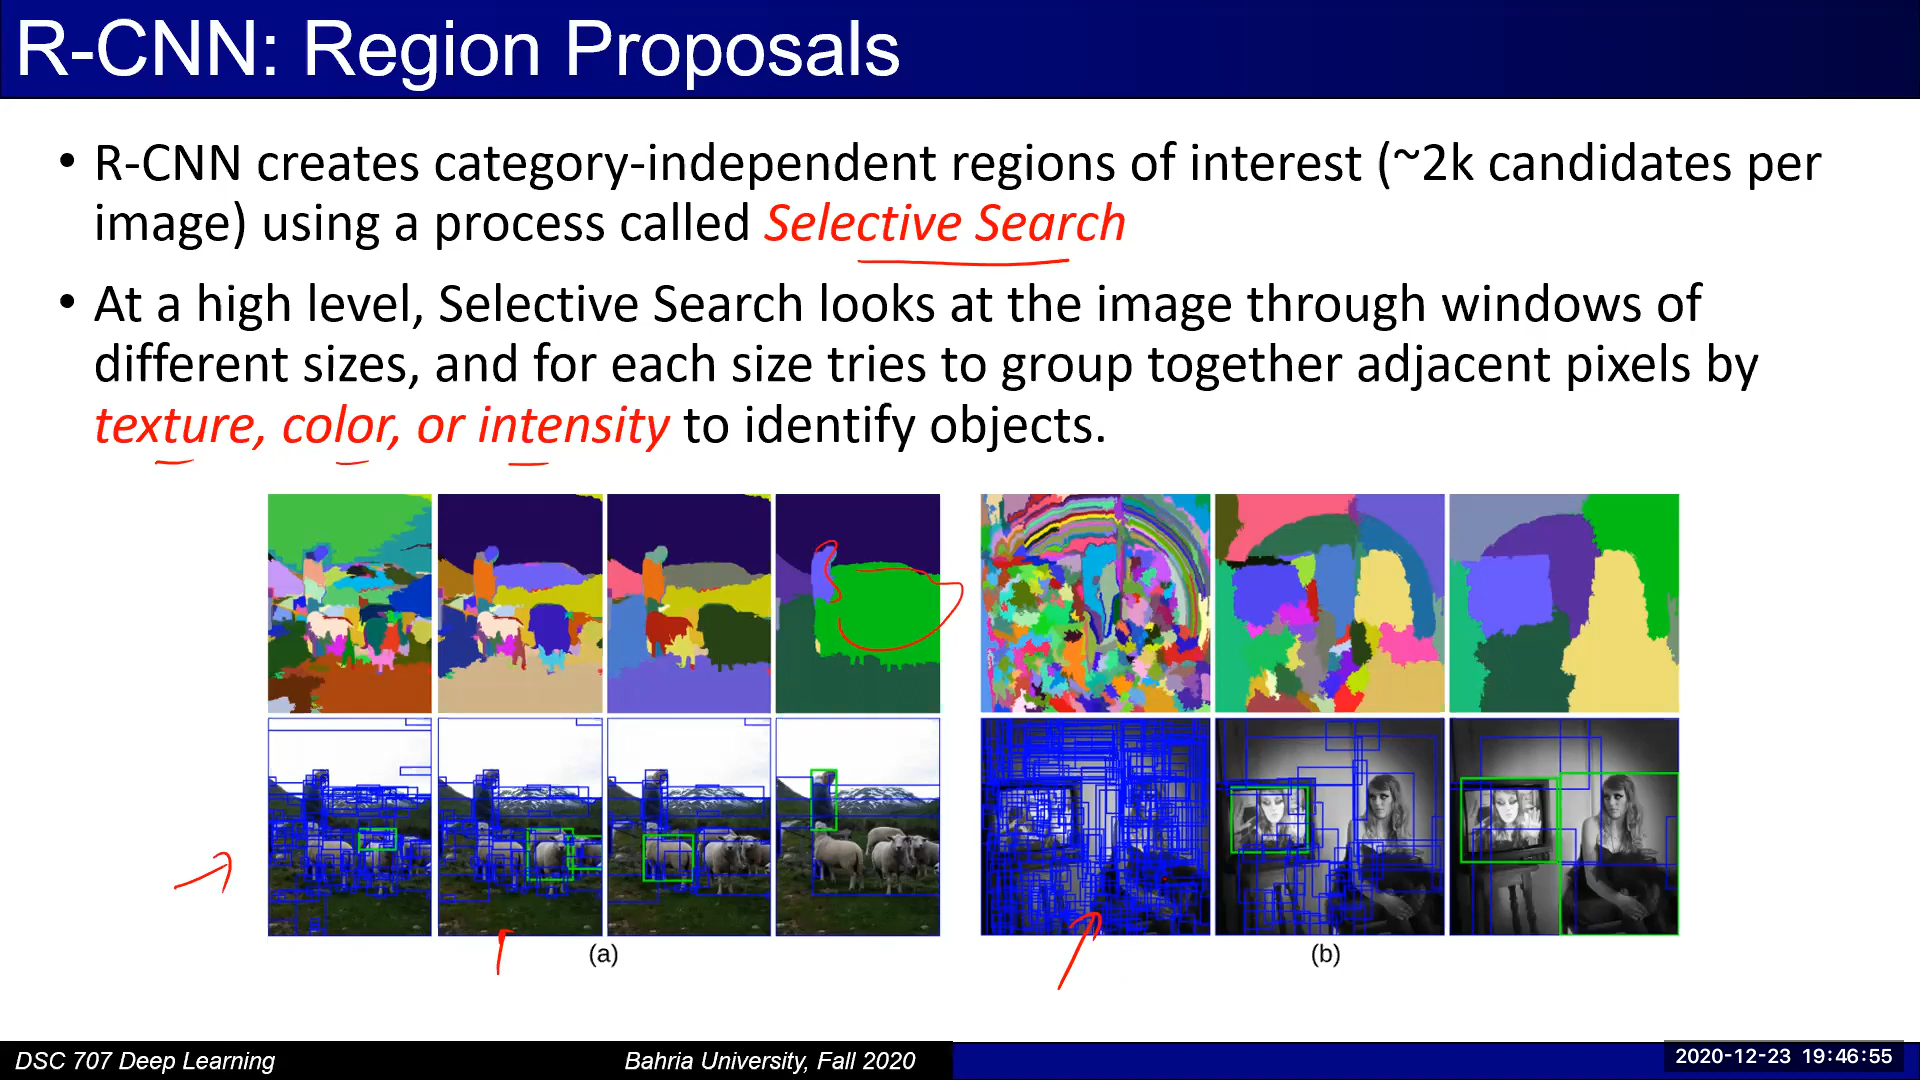 R-CNN: Region Proposals
• R-CNN creates category-independent regions of interest (~2k candidates per
image) using a process called Selective Search
• At a high level, Selective Search looks at the image through windows of
different sizes, and for each size tries to group together adjacent pixels by
texture, color, or intensity to identify objects.
(a)
(b)
DSC 707 Deep Learning
Bahria University, Fall 2020
2020-12-23 19:46:55